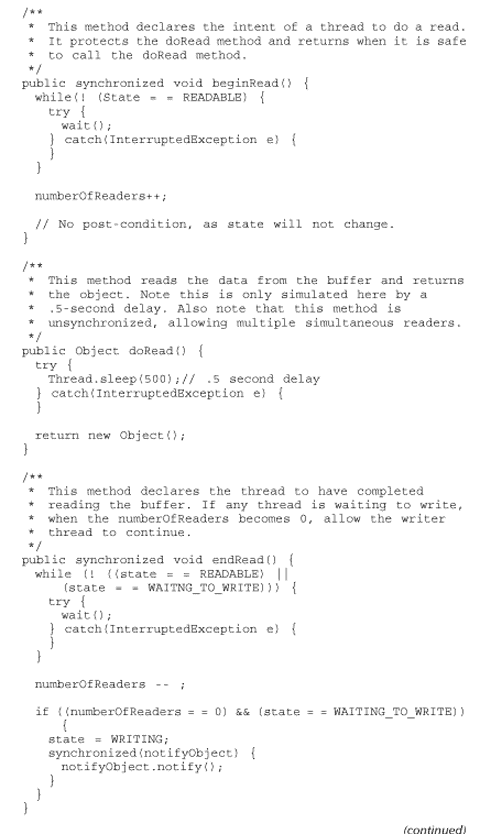 /**
 *  This method declares the intent of a thread to do a read.
 *  It protects the doRead method and returns when it is safe
 *  to call the doRead method.
 */
public synchronized void beginRead() {
  while(! (State = = READABLE) {
    try {
      wait();
    } catch(InterruptedException e) {
    }
  }

  numberOfReaders++;

  // No post-condition, as state will not change.
}

/**
 *  This method reads the data from the buffer and returns
 *  the object. Note this is only simulated here by a
 *  .5-second delay. Also note that this method is
 *  unsynchronized, allowing multiple simultaneous readers.
 */
public Object doRead() {
  try {
    Thread.sleep(500);// .5 second delay
  } catch(InterruptedException e) {
  }

  return new Object();
}

/**
 *  This method declares the thread to have completed
 *  reading the buffer. If any thread is waiting to write,
 *  when the numberOfReaders becomes 0, allow the writer
 *  thread to continue.
 */
public synchronized void endRead() {
  while (! ((state = = READABLE) ||
      (state = = WAITNG_TO_WRITE))) {
    try {
      wait();
    } catch(InterruptedException e) {
    }
  }

  numberOfReaders -- ;

  if ((numberOfReaders = = 0) && (state = = WAITING_TO_WRITE))
      {
    state = WRITING;
    synchronized(notifyObject) {
      notifyObject.notify();
    }
  }
}

(continued)